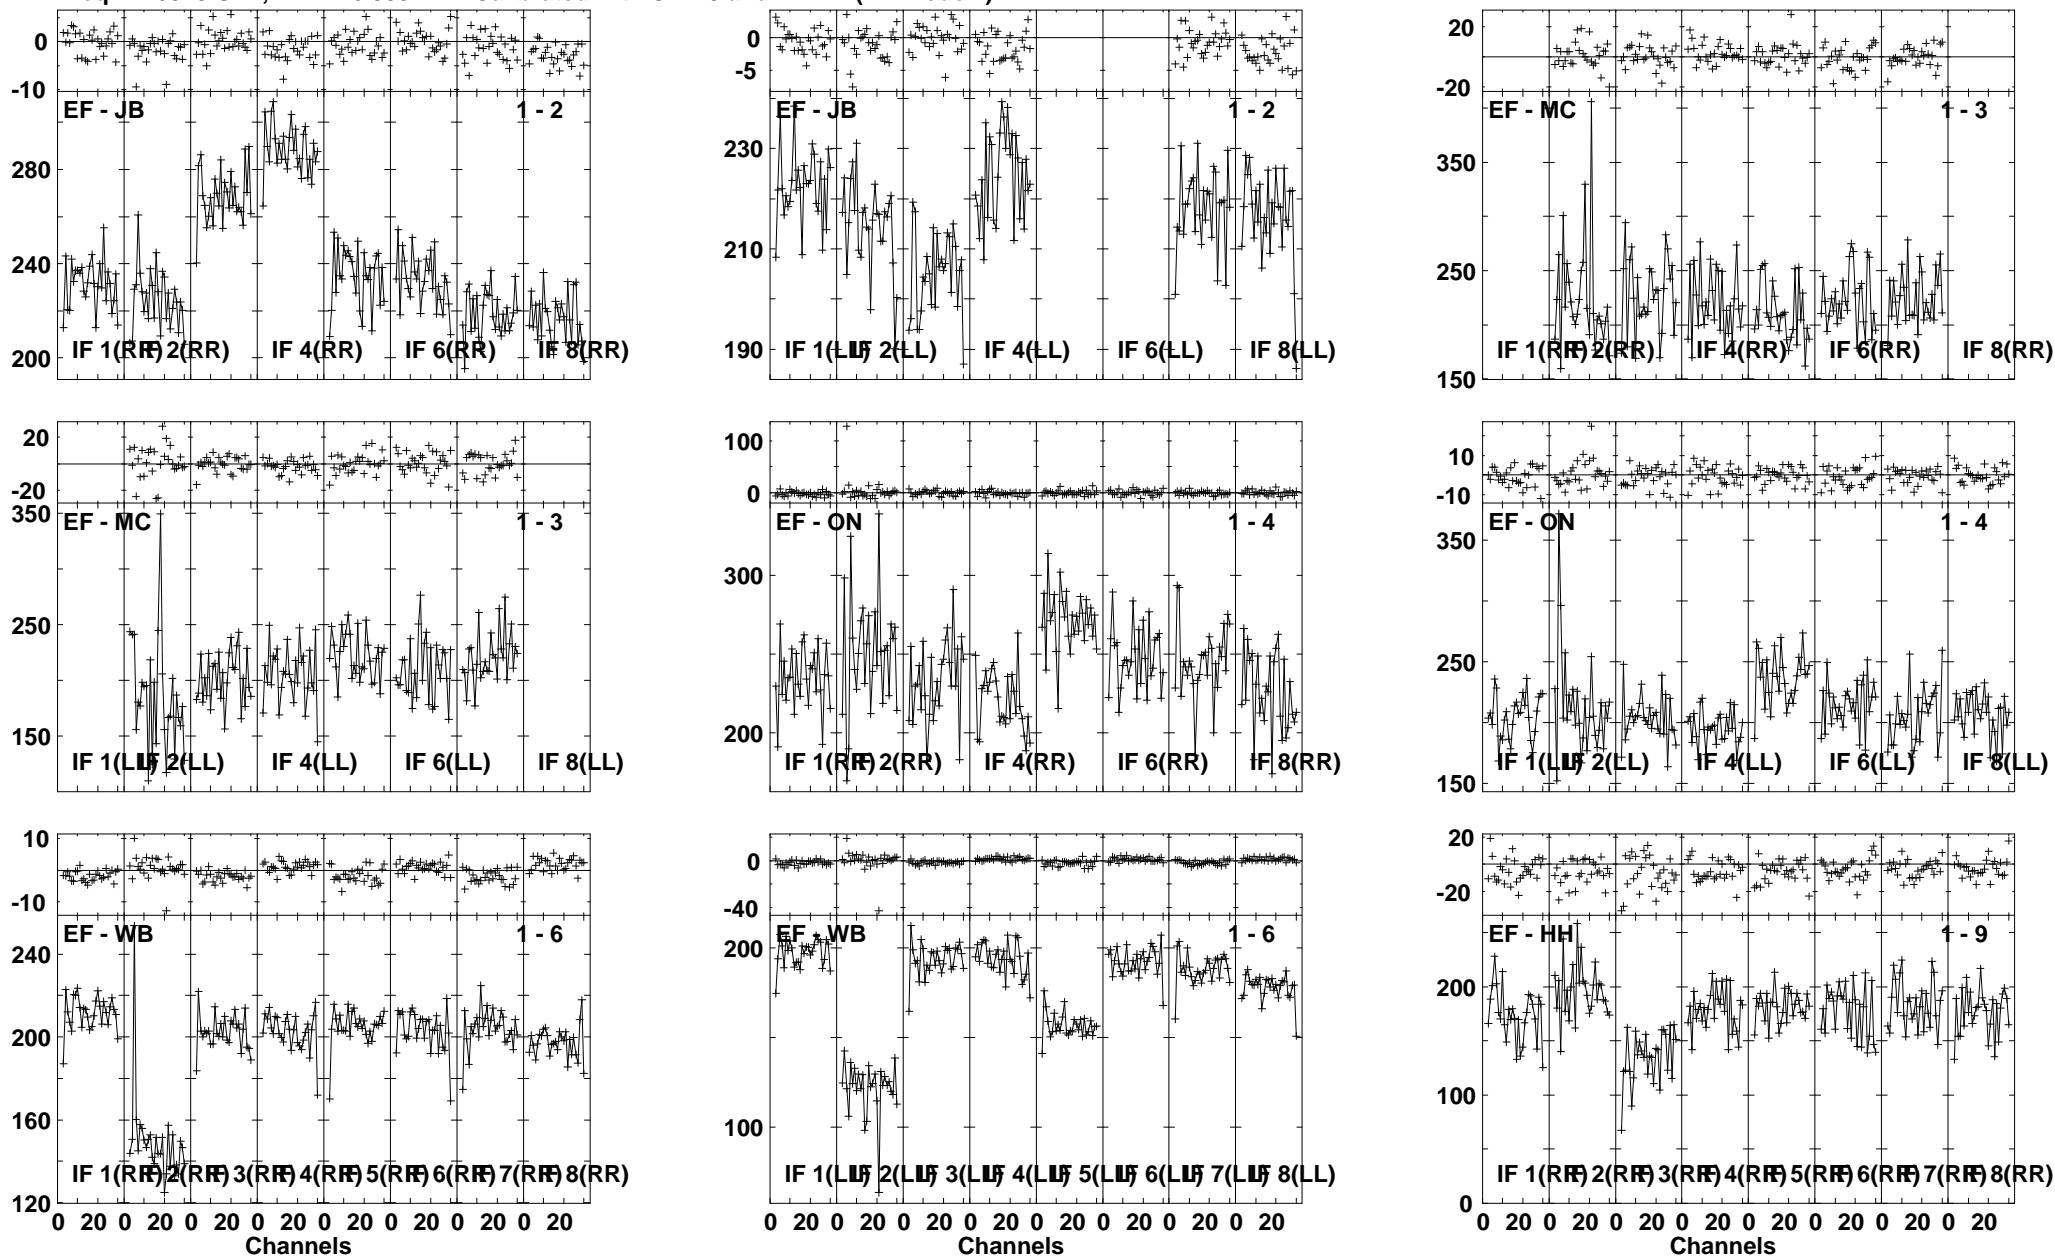 0
-10
EF - JB 1 - 2
280
240
200
IF 1(RR) IF 2(RR) IF 4(RR) IF 6(RR) IF 8(RR)
0
-5
EF - JB 1 - 2
230
210
190
IF 1(LL) IF 2(LL) IF 4(LL) IF 6(LL) IF 8(LL)
20
0
-20
EF - MC 1 - 3
350
250
150
IF 1(RR) IF 2(RR) IF 4(RR) IF 6(RR) IF 8(RR)
20
0
-20
EF - MC 1 - 3
350
250
150
IF 1(LL) IF 2(LL) IF 4(LL) IF 6(LL) IF 8(LL)
100
0
EF - ON 1 - 4
300
200
IF 1(RR) IF 2(RR) IF 4(RR) IF 6(RR) IF 8(RR)
10
0
-10
EF - ON 1 - 4
350
250
150
IF 1(LL) IF 2(LL) IF 4(LL) IF 6(LL) IF 8(LL)
10
0
-10
EF - WB 1 - 6
240
200
160
120
IF 1(RR) IF 2(RR) IF 3(RR) IF 4(RR) IF 5(RR) IF 6(RR) IF 7(RR) IF 8(RR)
0 20 0 20 0 20 0 20 0 20 0 20 0 20 0 20
Channels
0
-40
EF - WB 1 - 6
200
100
IF 1(LL) IF 2(LL) IF 3(LL) IF 4(LL) IF 5(LL) IF 6(LL) IF 7(LL) IF 8(LL)
0 20 0 20 0 20 0 20 0 20 0 20 0 20 0 20
Channels
20
0
-20
EF - HH 1 - 9
200
100
0
IF 1(RR) IF 2(RR) IF 3(RR) IF 4(RR) IF 5(RR) IF 6(RR) IF 7(RR) IF 8(RR)
0 20 0 20 0 20 0 20 0 20 0 20 0 20 0 20
Channels